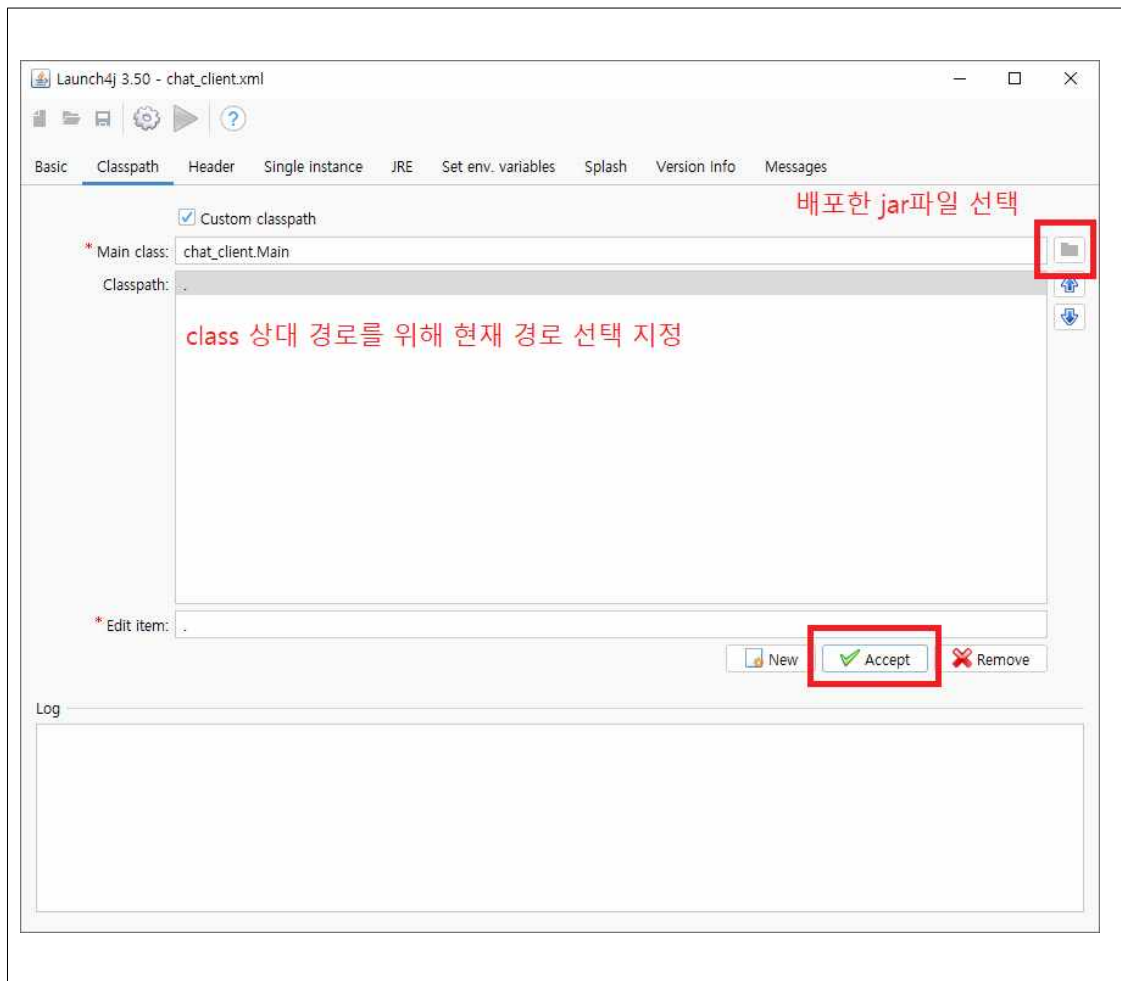 Launch4j 3.50 - chat_client.xml
Basic Classpath Header Single instance JRE Set env. variables Splash Version Info Messages
배포한 jar파일 선택
Custom classpath
* Main class: chat_client.Main
Classpath: .
class 상대 경로를 위해 현재 경로 선택 지정
* Edit item: .
New Accept Remove
Log